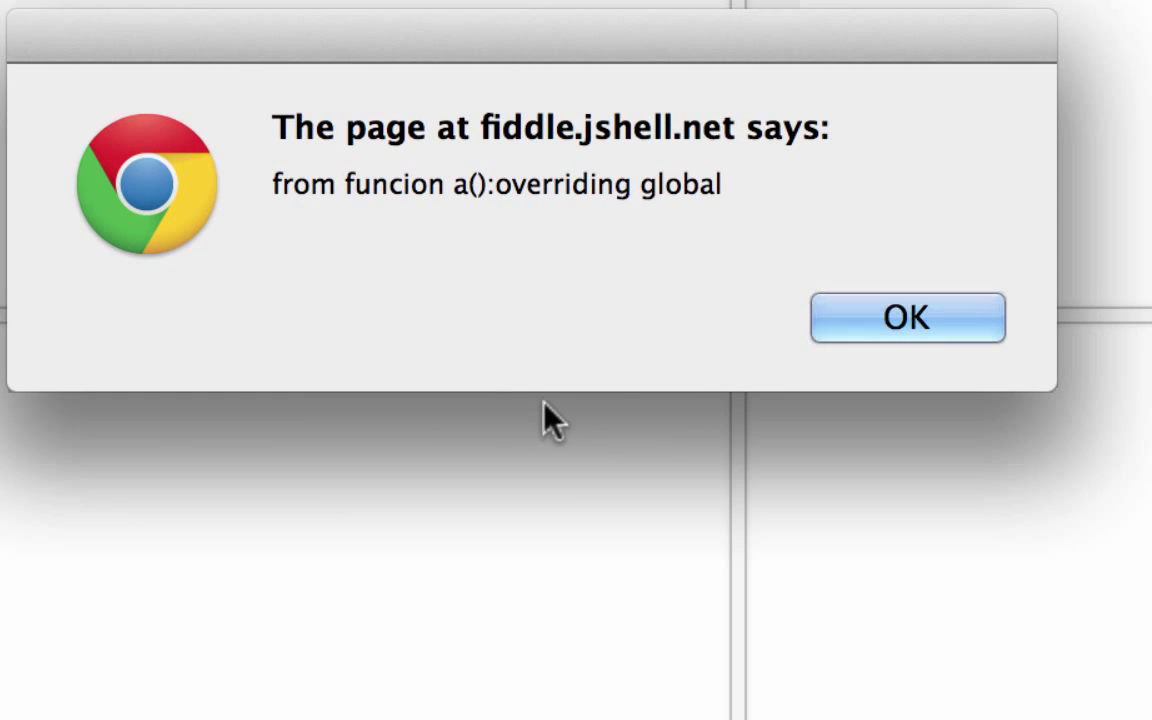 The page at fiddle.jshell.net says:
from funcion a():overriding global
OK